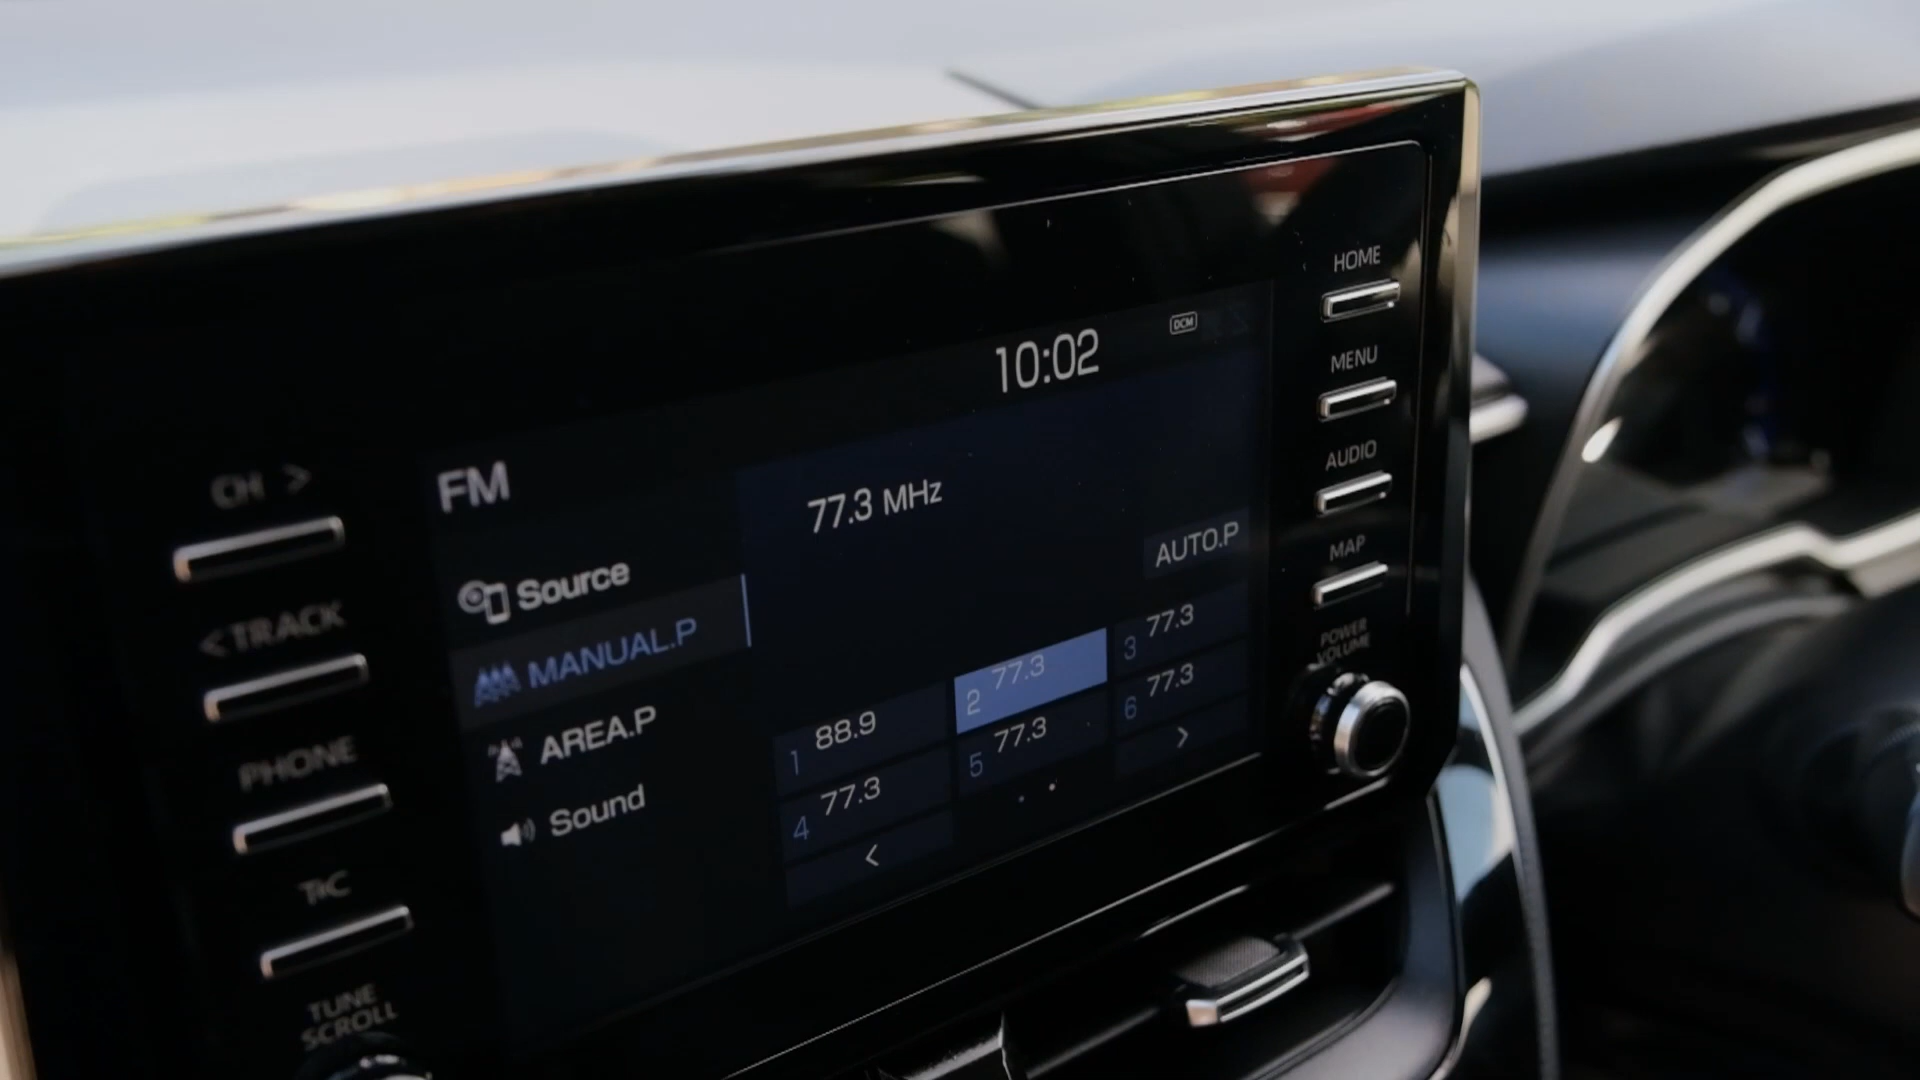 HOME
MENU
AUDIO
MAP
POWER
VOLUME
CH >
< TRACK
PHONE
T&C
TUNE
SCROLL
10:02
DCM
FM
77.3 MHz
AUTO.P
Source
MANUAL.P
AREA.P
Sound
1 88.9
2 77.3
3 77.3
4 77.3
5 77.3
6 77.3
<
>